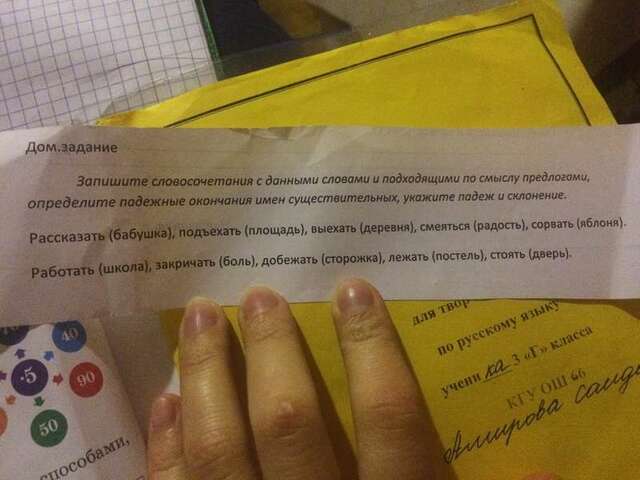 Дом.задание
Запишите словосочетания с данными словами и подходящими по смыслу предлогами,
определите падежные окончания имен существительных, укажите падеж и склонение.
Рассказать (бабушка), подъехать (площадь), выехать (деревня), смеяться (радость), сорвать (яблоня).
Работать (школа), закричать (боль), добежать (сторожка), лежать (постель), стоять (дверь).
для твор
по русскому языку
учени ка 3 «Г» класса
КГУ ОШ 66
40
-5
90
50
способами,